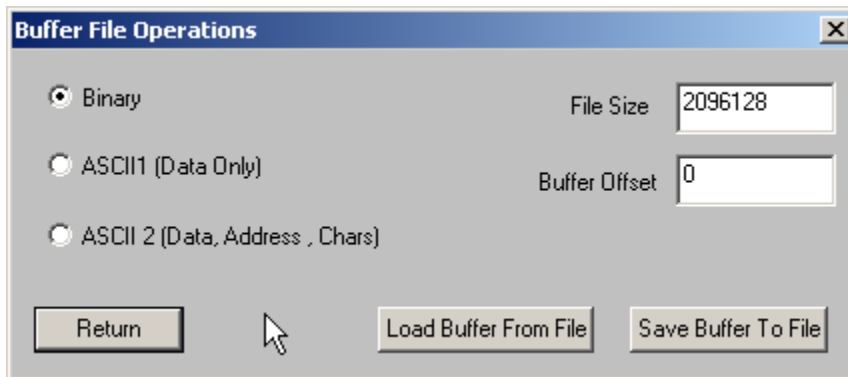 Buffer File Operations
Binary
File Size 2096128
ASCII1 (Data Only)
Buffer Offset 0
ASCII 2 (Data, Address , Chars)
Return Load Buffer From File Save Buffer To File